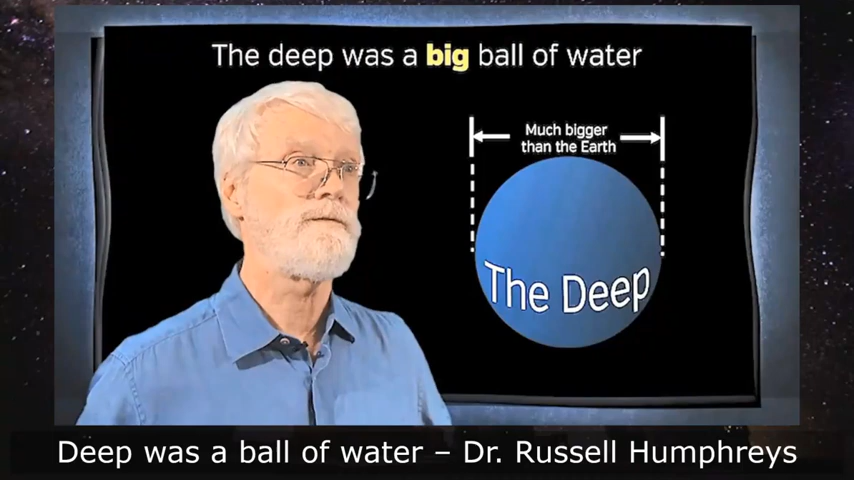 The deep was a big ball of water
Much bigger
than the Earth
The Deep
Deep was a ball of water – Dr. Russell Humphreys